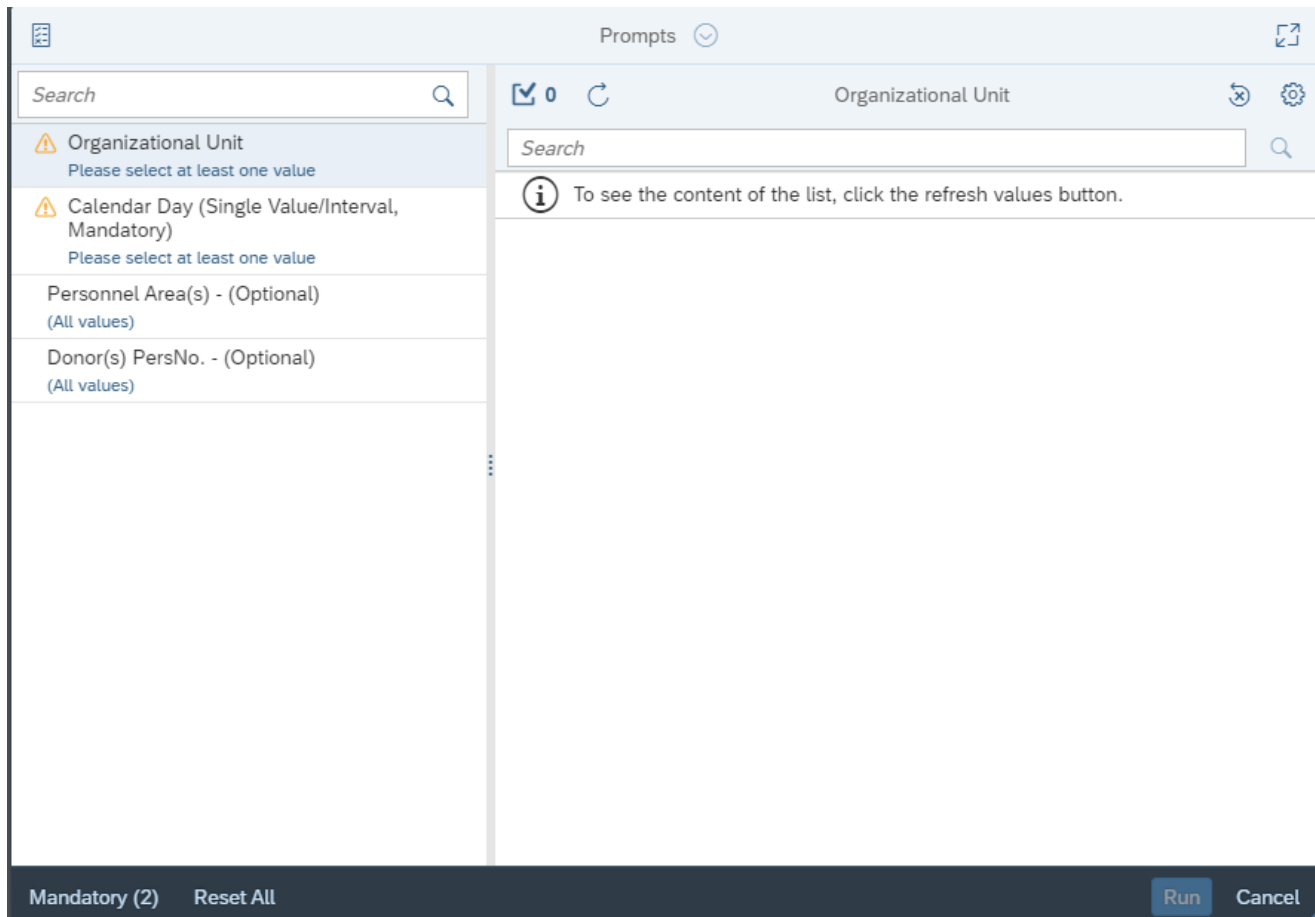 Prompts
Search
Organizational Unit
Please select at least one value
Calendar Day (Single Value/Interval,
Mandatory)
Please select at least one value
Personnel Area(s) - (Optional)
(All values)
Donor(s) PersNo. - (Optional)
(All values)
0
Organizational Unit
Search
To see the content of the list, click the refresh values button.
Mandatory (2)
Reset All
Run
Cancel